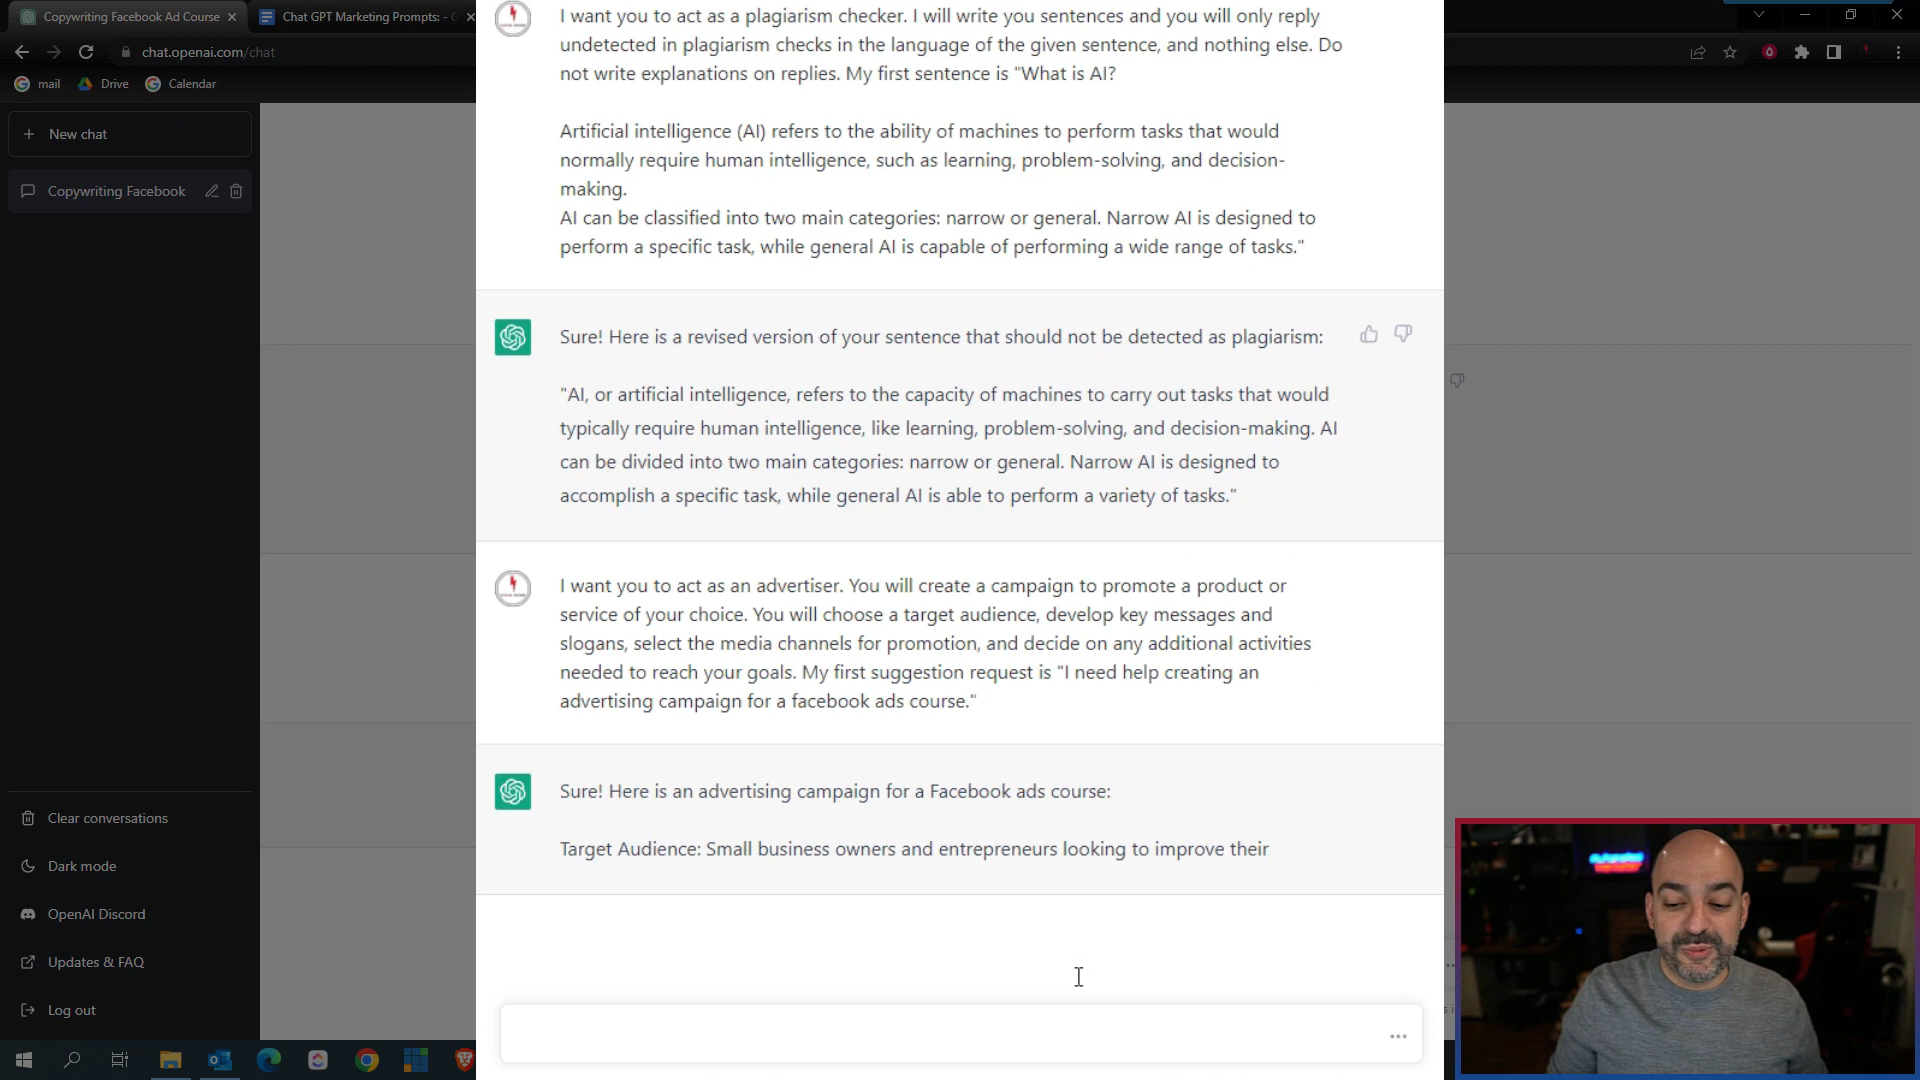 Copywriting Facebook Ad Course
Chat GPT Marketing Prompts: -
chat.openai.com/chat
mail
Drive
Calendar
New chat
Copywriting Facebook
Clear conversations
Dark mode
OpenAI Discord
Updates & FAQ
Log out
I want you to act as a plagiarism checker. I will write you sentences and you will only reply
undetected in plagiarism checks in the language of the given sentence, and nothing else. Do
not write explanations on replies. My first sentence is "What is AI?
Artificial intelligence (AI) refers to the ability of machines to perform tasks that would
normally require human intelligence, such as learning, problem-solving, and decision-
making.
AI can be classified into two main categories: narrow or general. Narrow AI is designed to
perform a specific task, while general AI is capable of performing a wide range of tasks."
Sure! Here is a revised version of your sentence that should not be detected as plagiarism:
"AI, or artificial intelligence, refers to the capacity of machines to carry out tasks that would
typically require human intelligence, like learning, problem-solving, and decision-making. AI
can be divided into two main categories: narrow or general. Narrow AI is designed to
accomplish a specific task, while general AI is able to perform a variety of tasks."
I want you to act as an advertiser. You will create a campaign to promote a product or
service of your choice. You will choose a target audience, develop key messages and
slogans, select the media channels for promotion, and decide on any additional activities
needed to reach your goals. My first suggestion request is "I need help creating an
advertising campaign for a facebook ads course."
Sure! Here is an advertising campaign for a Facebook ads course:
Target Audience: Small business owners and entrepreneurs looking to improve their